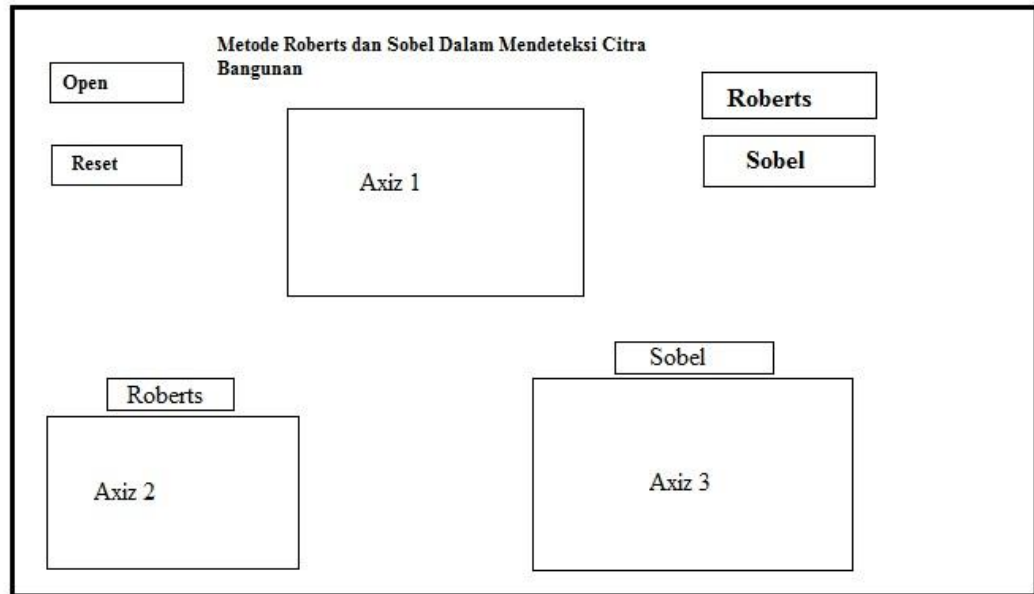 Metode Roberts dan Sobel Dalam Mendeteksi Citra
Bangunan
Open
Roberts
Reset
Sobel
Axiz 1
Sobel
Roberts
Axiz 2
Axiz 3